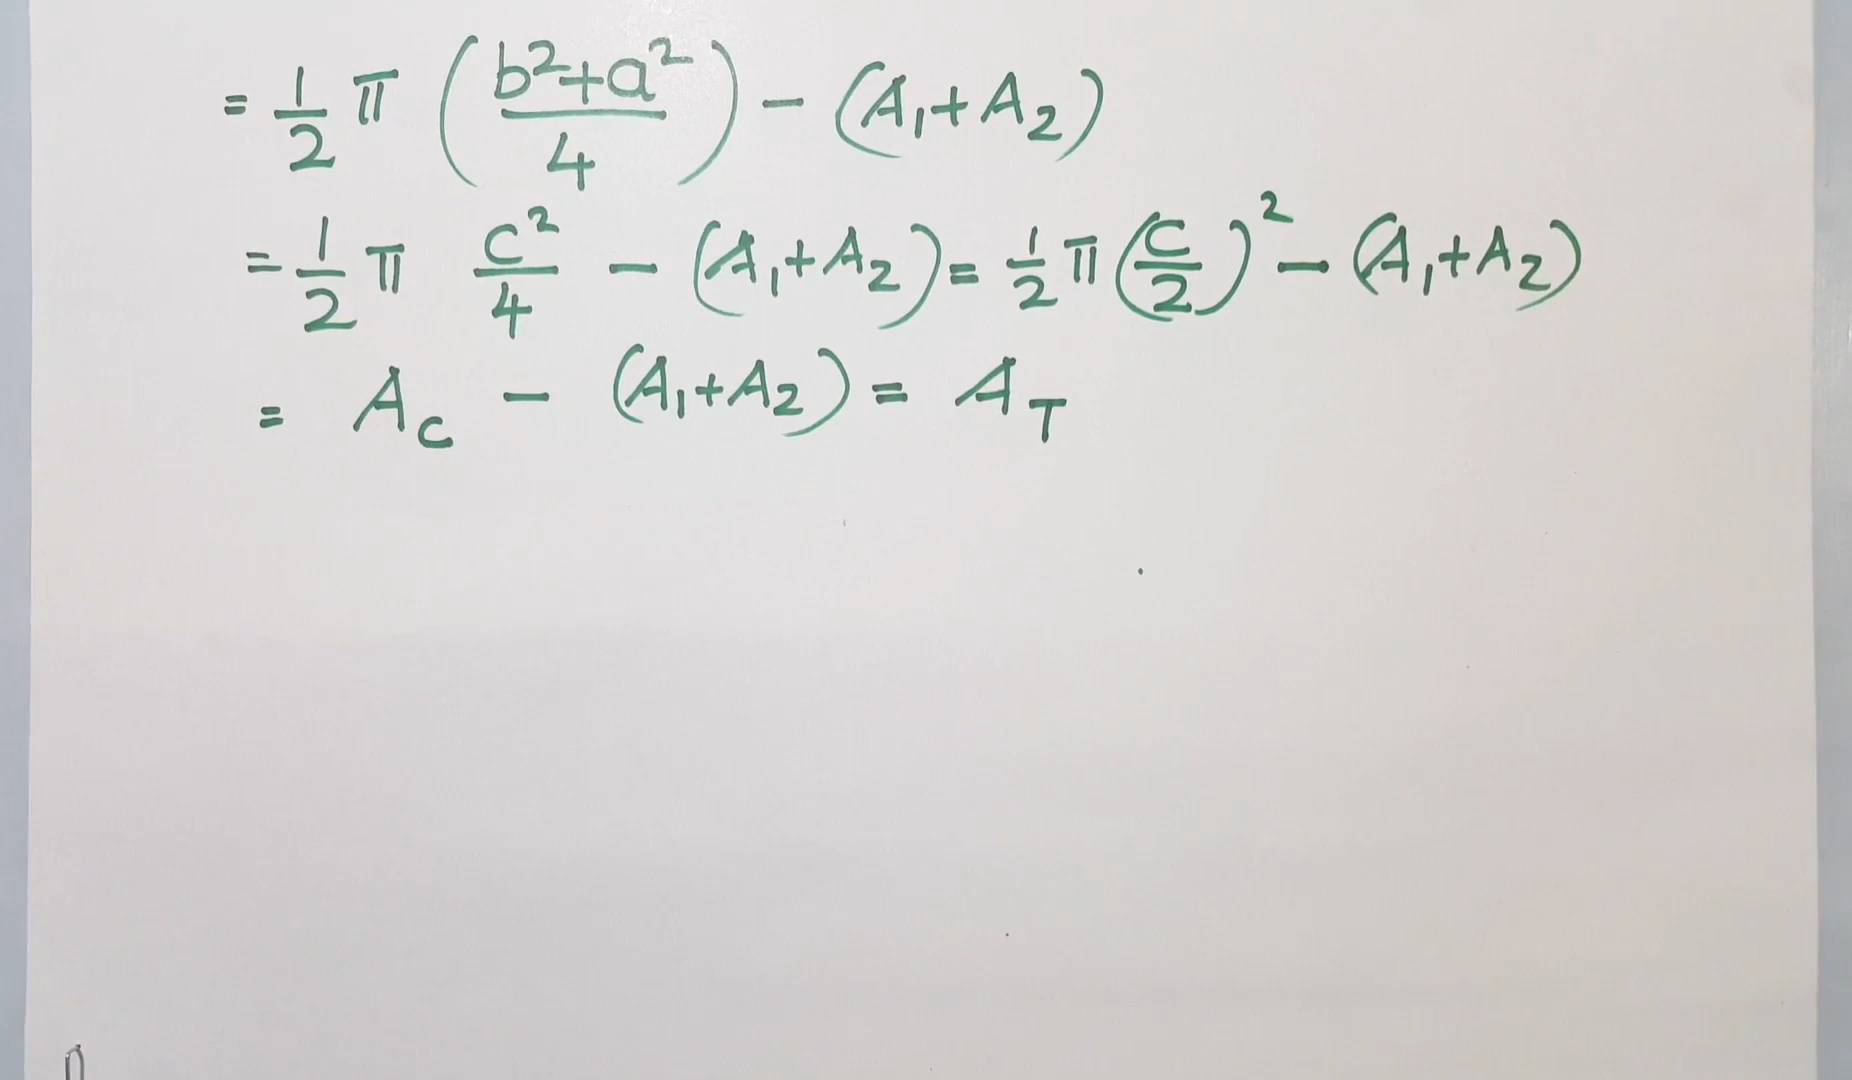 = 1/2 π ( (b²+a²)/4 ) − (A₁+A₂)
= 1/2 π c²/4 − (A₁+A₂) = 1/2 π (c/2)² − (A₁+A₂)
= A_C − (A₁+A₂) = A_T